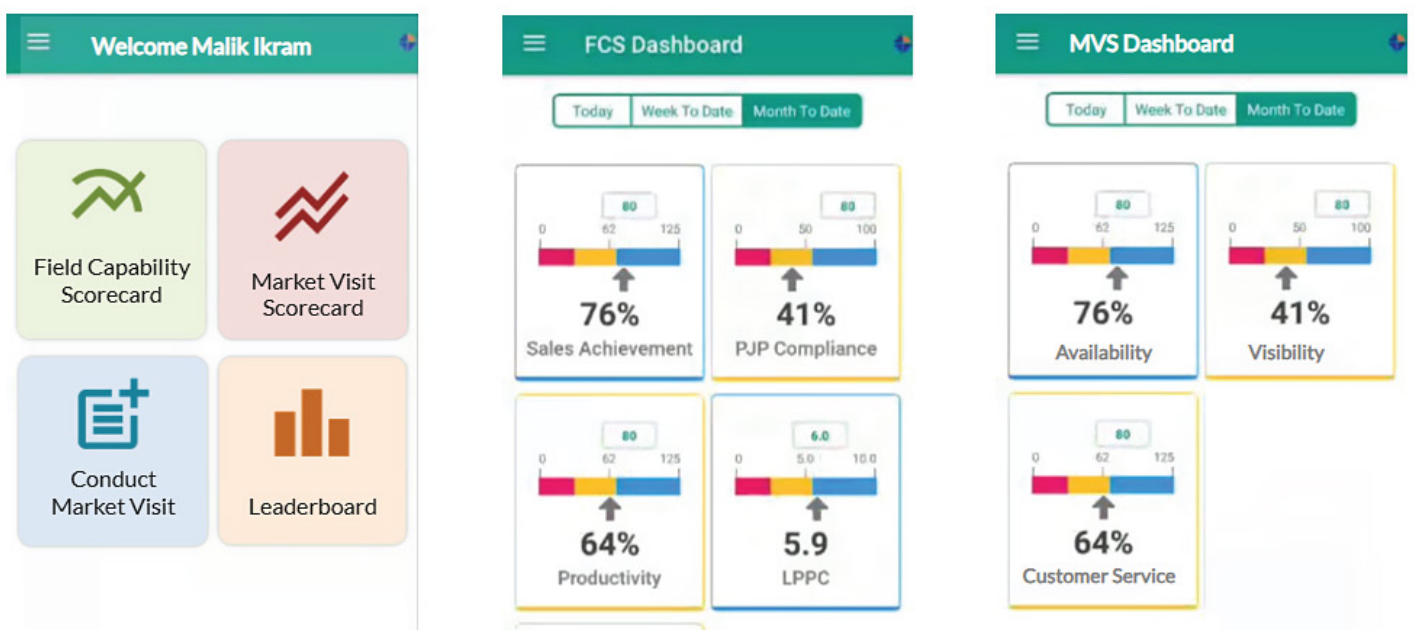 Welcome Malik Ikram
Field Capability
Scorecard
Market Visit
Scorecard
Conduct
Market Visit
Leaderboard
FCS Dashboard
Today Week To Date Month To Date
80
0 62 125
76%
Sales Achievement
80
0 50 100
41%
PJP Compliance
80
0 62 125
64%
Productivity
6.0
0 5.0 10.0
5.9
LPPC
MVS Dashboard
Today Week To Date Month To Date
80
0 62 125
76%
Availability
80
0 50 100
41%
Visibility
80
0 62 125
64%
Customer Service